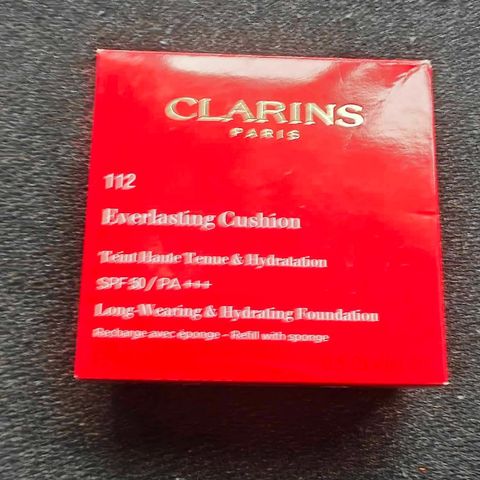 CLARINS
PARIS
112
Everlasting Cushion
Teint Haute Tenue & Hydratation
SPF 50 / PA +++
Long-Wearing & Hydrating Foundation
Recharge avec éponge - Refill with sponge